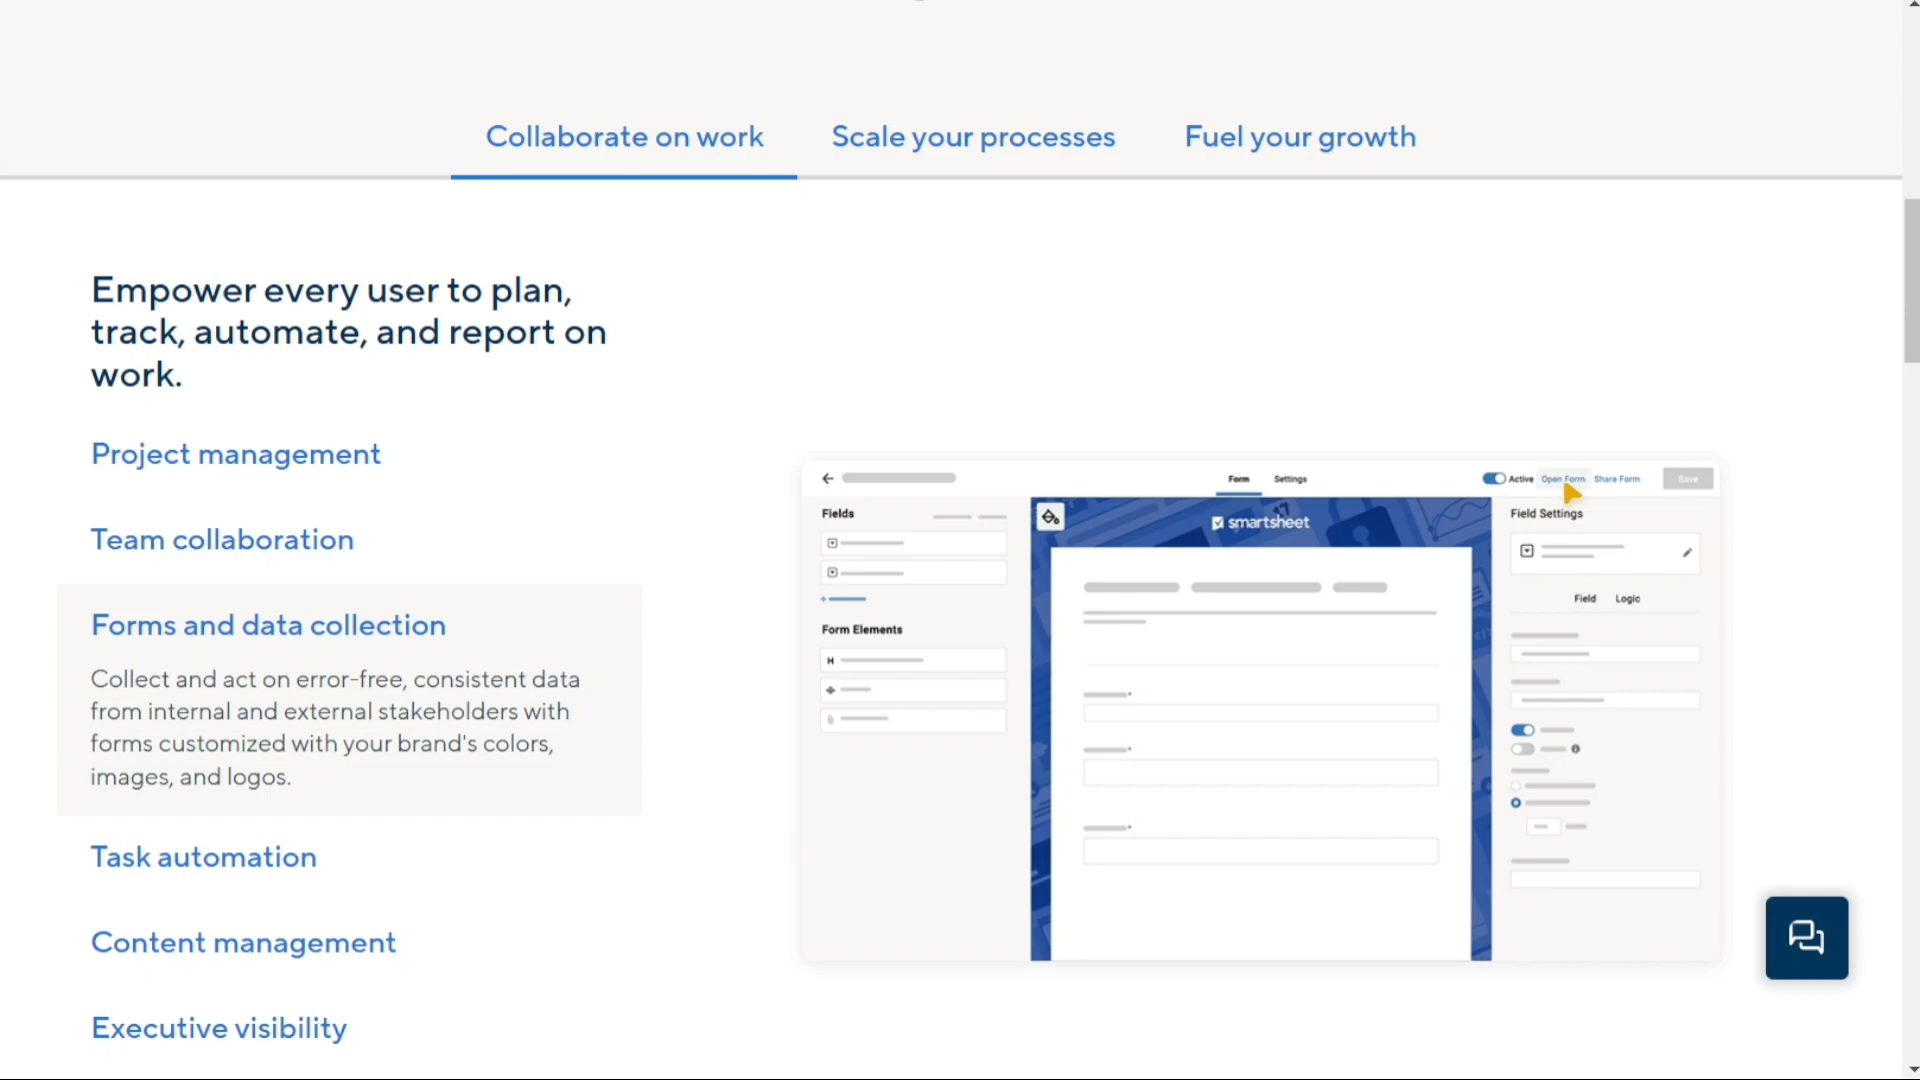 Collaborate on work
Scale your processes
Fuel your growth
Empower every user to plan,
track, automate, and report on
work.
Project management
Team collaboration
Forms and data collection
Collect and act on error-free, consistent data
from internal and external stakeholders with
forms customized with your brand's colors,
images, and logos.
Task automation
Content management
Executive visibility
Form
Settings
Active
Open Form
Share Form
Save
Fields
Form Elements
H
smartsheet
Field Settings
Field
Logic